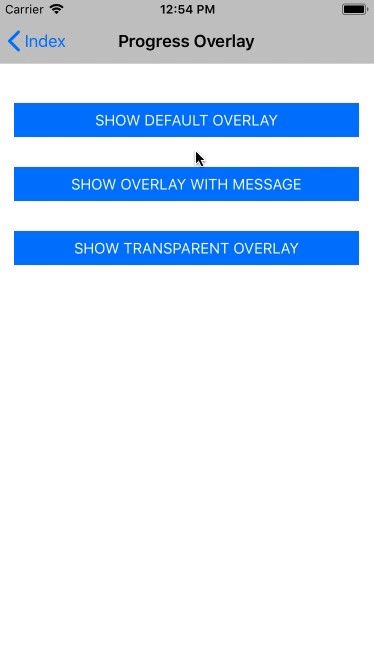 Carrier 12:54 PM
Index Progress Overlay
SHOW DEFAULT OVERLAY
SHOW OVERLAY WITH MESSAGE
SHOW TRANSPARENT OVERLAY